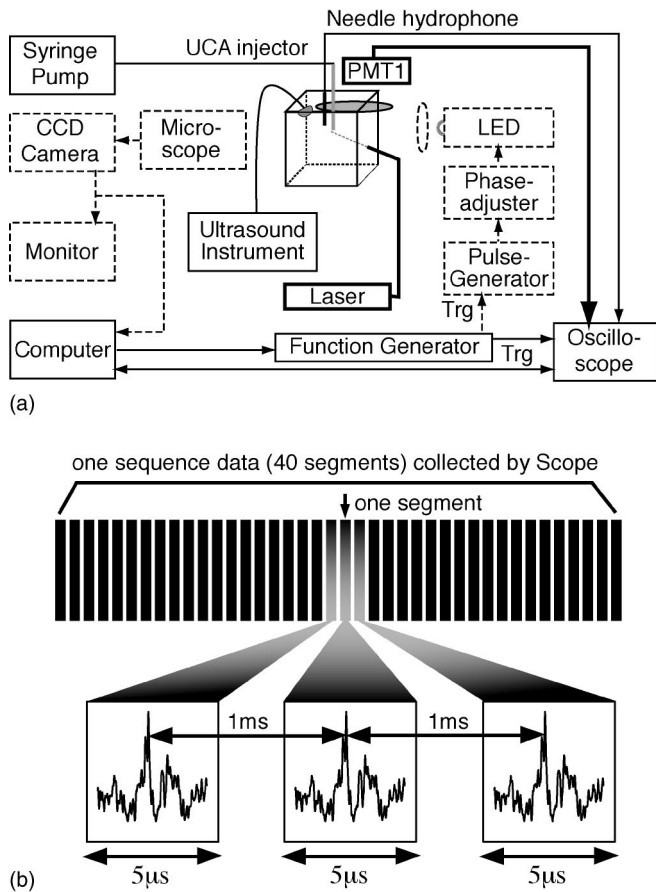 Needle hydrophone
Syringe
Pump
UCA injector
PMT1
CCD
Camera
Micro-
scope
LED
Phase-
adjuster
Ultrasound
Instrument
Monitor
Pulse-
Generator
Laser
Trg
Computer
Function Generator
Trg
Oscillo-
scope
(a)
one sequence data (40 segments) collected by Scope
one segment
1ms
1ms
5μs
5μs
5μs
(b)